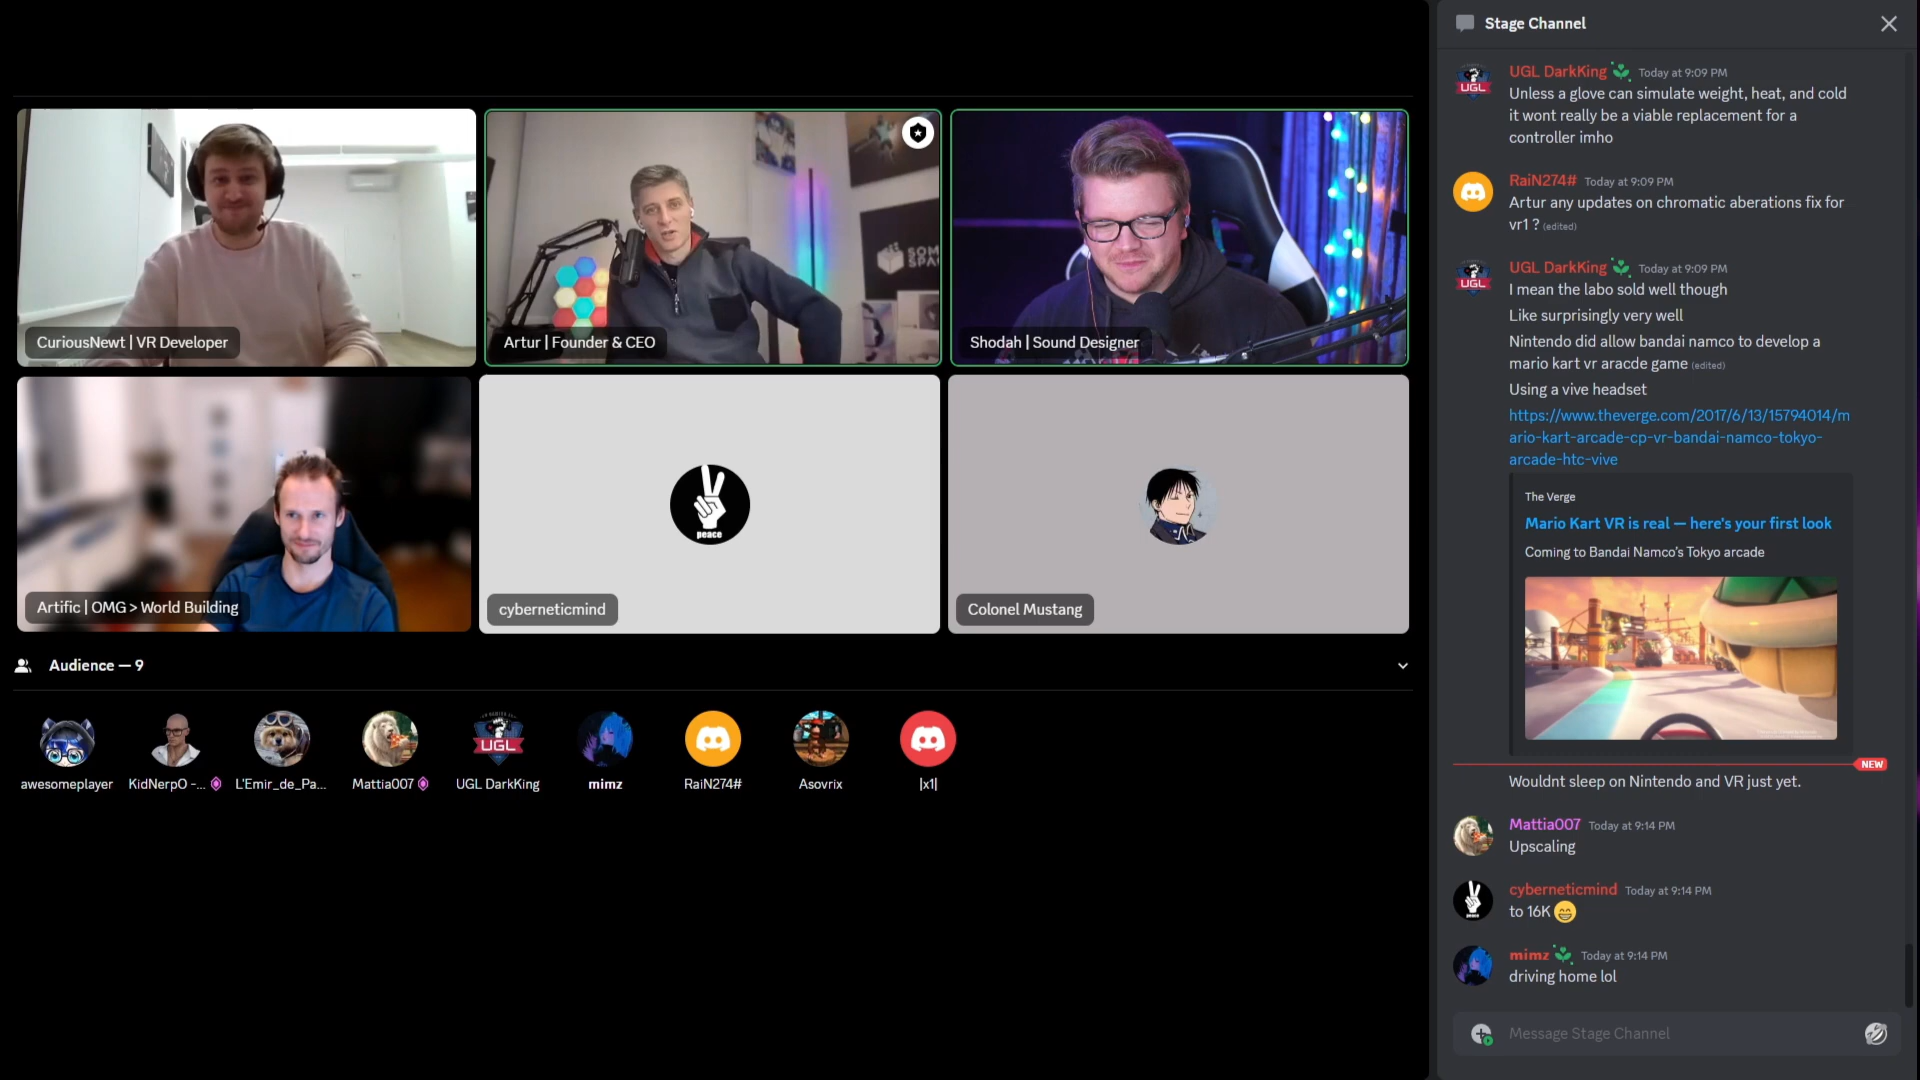 CuriousNewt | VR Developer
Artur | Founder & CEO
SOM
SPA
Shodah | Sound Designer
Artific | OMG > World Building
peace
cyberneticmind
Colonel Mustang
Audience — 9
awesomeplayer
KidNerpO -...
L'Emir_de_Pa...
Mattia007
UGL
UGL DarkKing
mimz
RaiN274#
Asovrix
|x1|
Stage Channel
UGL
UGL DarkKing Today at 9:09 PM
Unless a glove can simulate weight, heat, and cold
it wont really be a viable replacement for a
controller imho
RaiN274# Today at 9:09 PM
Artur any updates on chromatic aberations fix for
vr1 ? (edited)
UGL
UGL DarkKing Today at 9:09 PM
I mean the labo sold well though
Like surprisingly very well
Nintendo did allow bandai namco to develop a
mario kart vr aracde game (edited)
Using a vive headset
https://www.theverge.com/2017/6/13/15794014/m
ario-kart-arcade-cp-vr-bandai-namco-tokyo-
arcade-htc-vive
The Verge
Mario Kart VR is real — here's your first look
Coming to Bandai Namco's Tokyo arcade
NEW
Wouldnt sleep on Nintendo and VR just yet.
Mattia007 Today at 9:14 PM
Upscaling
cyberneticmind Today at 9:14 PM
to 16K 😁
mimz Today at 9:14 PM
driving home lol
Message Stage Channel